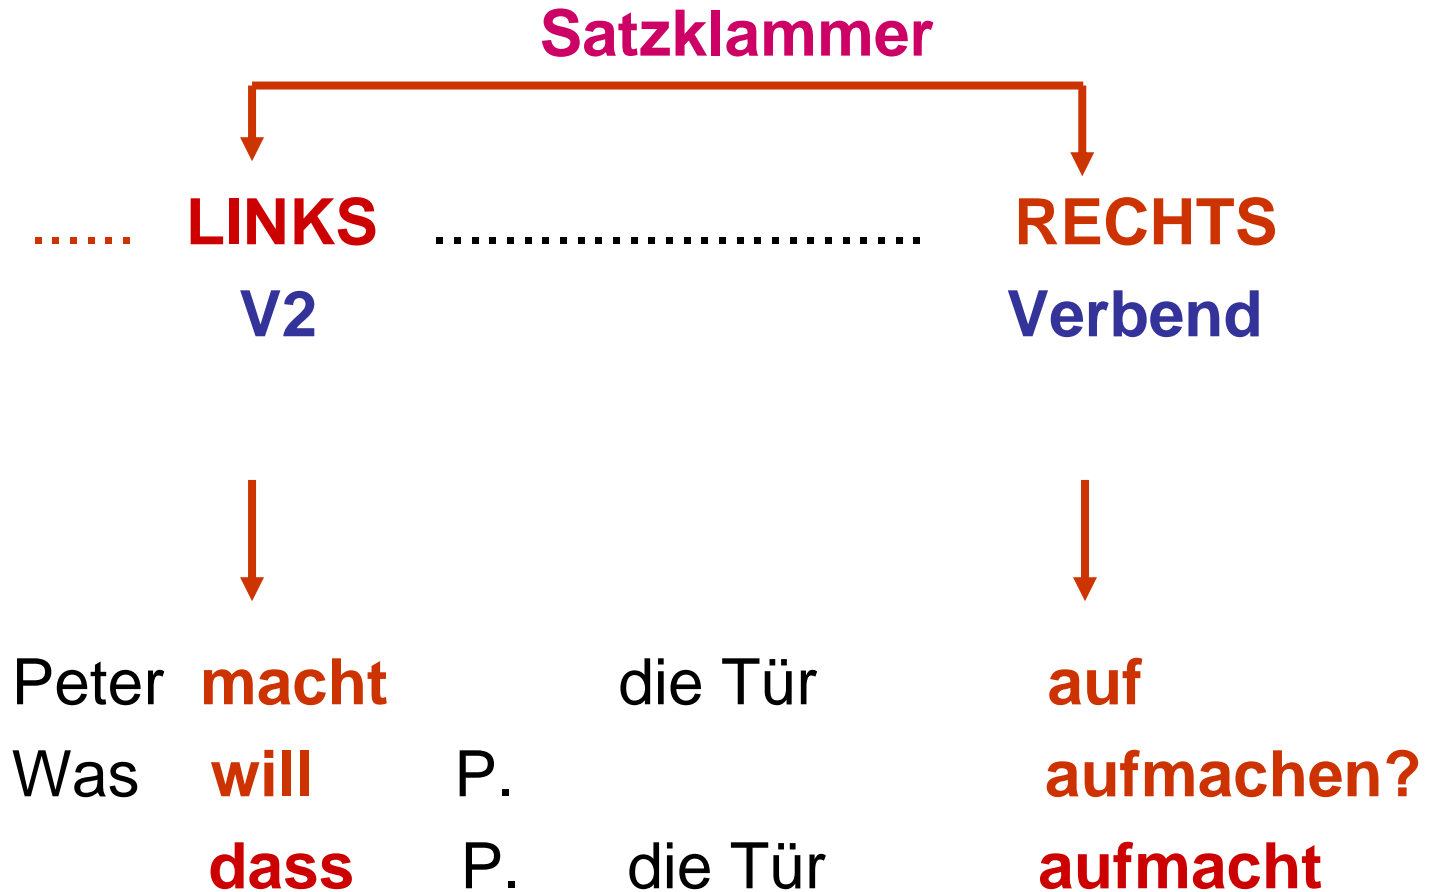 Satzklammer
...... LINKS ............................ RECHTS
V2 Verbend
Peter macht die Tür auf
Was will P. aufmachen?
dass P. die Tür aufmacht